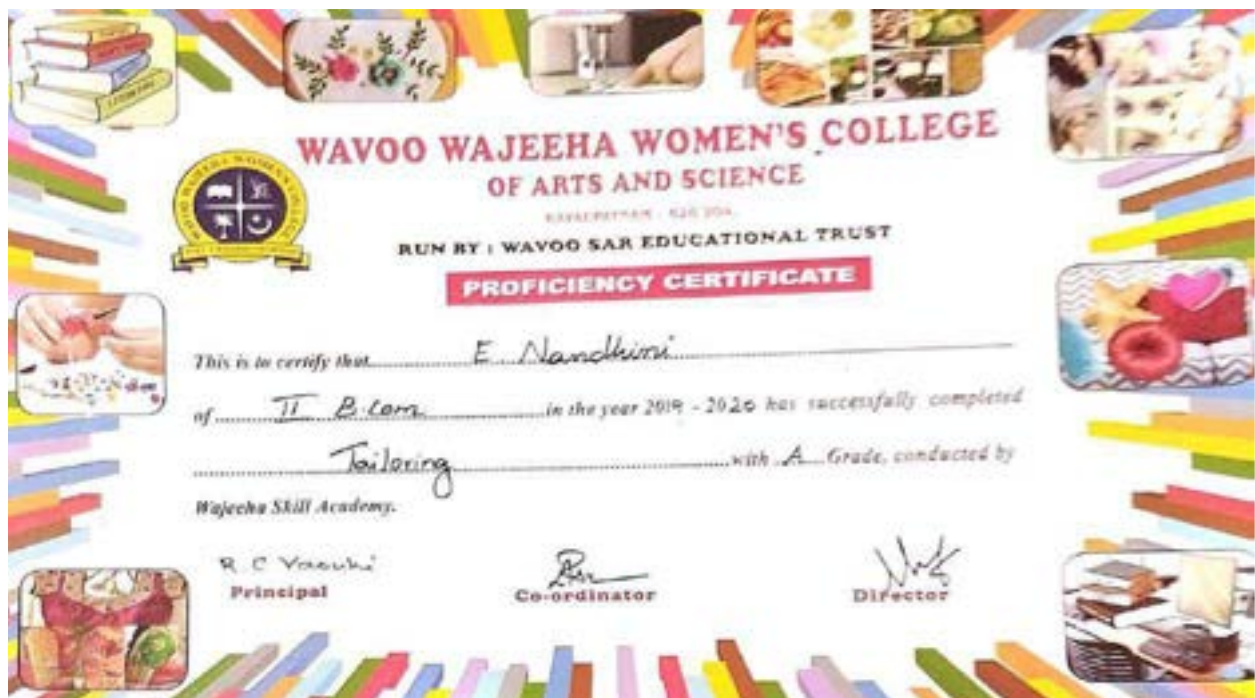 WAVOO WAJEEHA WOMEN'S COLLEGE
OF ARTS AND SCIENCE
RUN BY : WAVOO SAR EDUCATIONAL TRUST
PROFICIENCY CERTIFICATE
This is to certify that E. Nandhini
of II B.Com in the year 2019 - 2020 has successfully completed
Tailoring with A Grade, conducted by
Wajeeha Skill Academy.
Principal Co-ordinator Director